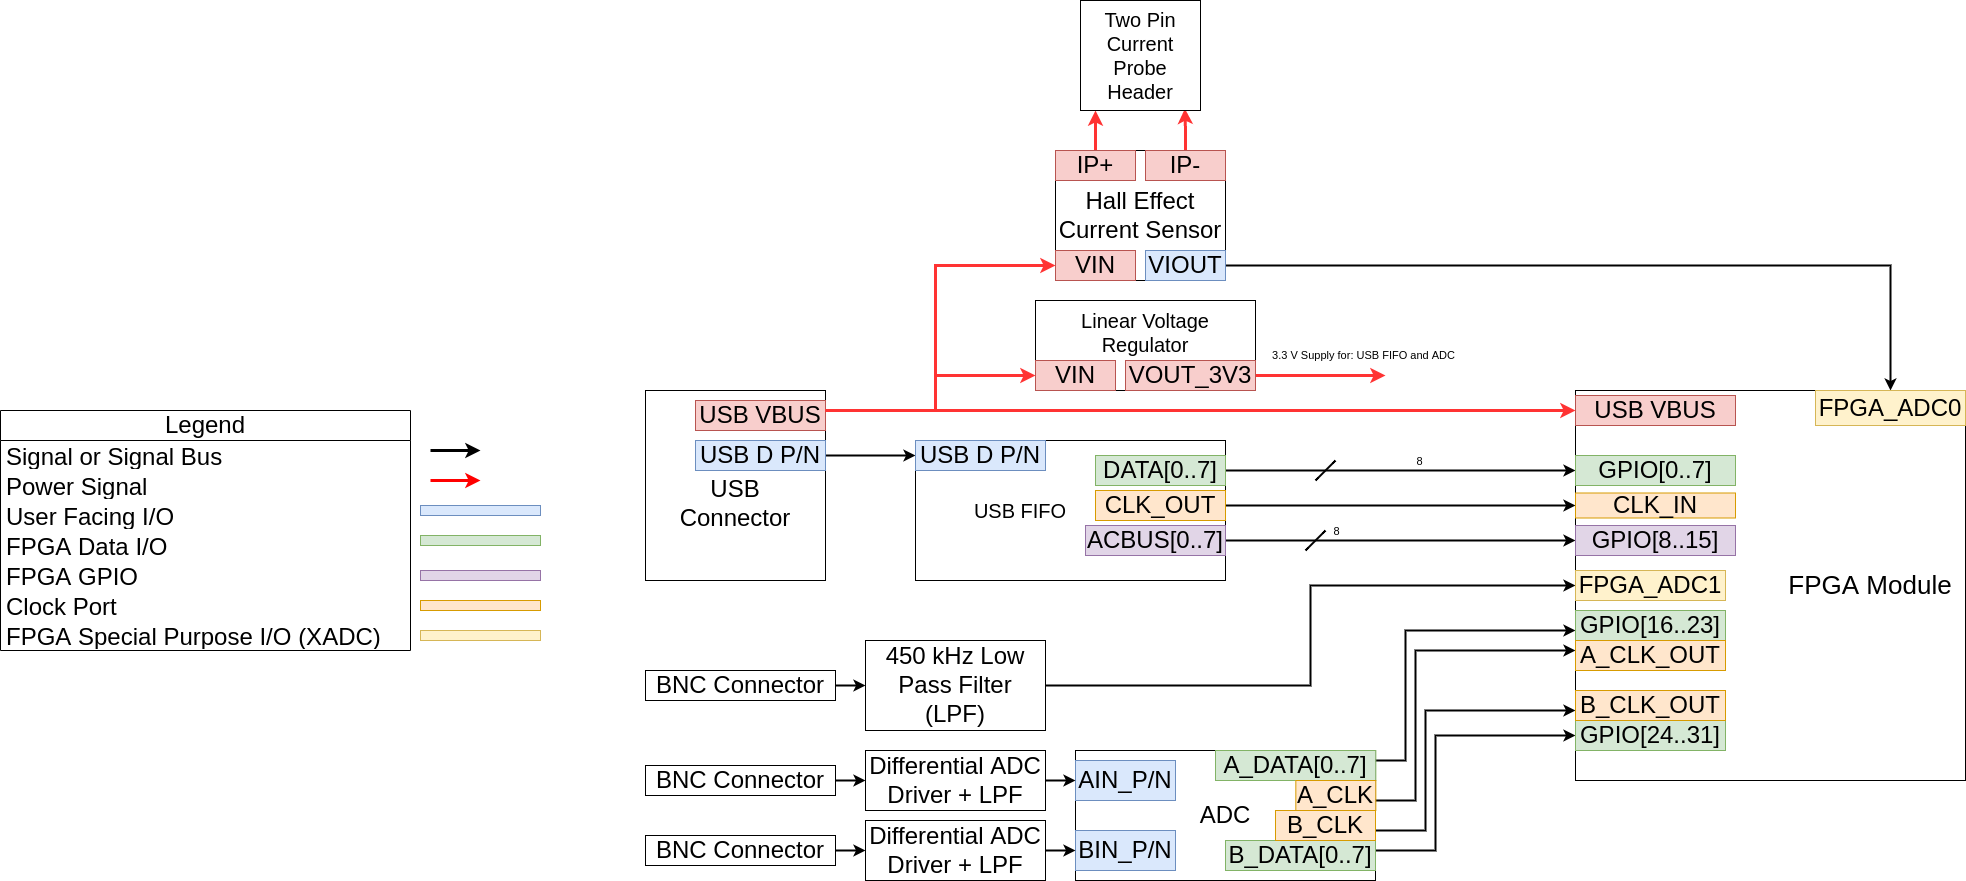 Two Pin
Current
Probe
Header
IP+
IP-
Hall Effect
Current Sensor
VIN
VIOUT
Linear Voltage
Regulator
VIN
VOUT_3V3
3.3 V Supply for: USB FIFO and ADC
Legend
Signal or Signal Bus
Power Signal
User Facing I/O
FPGA Data I/O
FPGA GPIO
Clock Port
FPGA Special Purpose I/O (XADC)
USB VBUS
USB D P/N
USB
Connector
USB D P/N
USB FIFO
DATA[0..7]
CLK_OUT
ACBUS[0..7]
8
8
USB VBUS
FPGA_ADC0
GPIO[0..7]
CLK_IN
GPIO[8..15]
FPGA_ADC1
GPIO[16..23]
A_CLK_OUT
B_CLK_OUT
GPIO[24..31]
FPGA Module
BNC Connector
450 kHz Low
Pass Filter
(LPF)
BNC Connector
Differential ADC
Driver + LPF
BNC Connector
Differential ADC
Driver + LPF
AIN_P/N
BIN_P/N
ADC
A_DATA[0..7]
A_CLK
B_CLK
B_DATA[0..7]